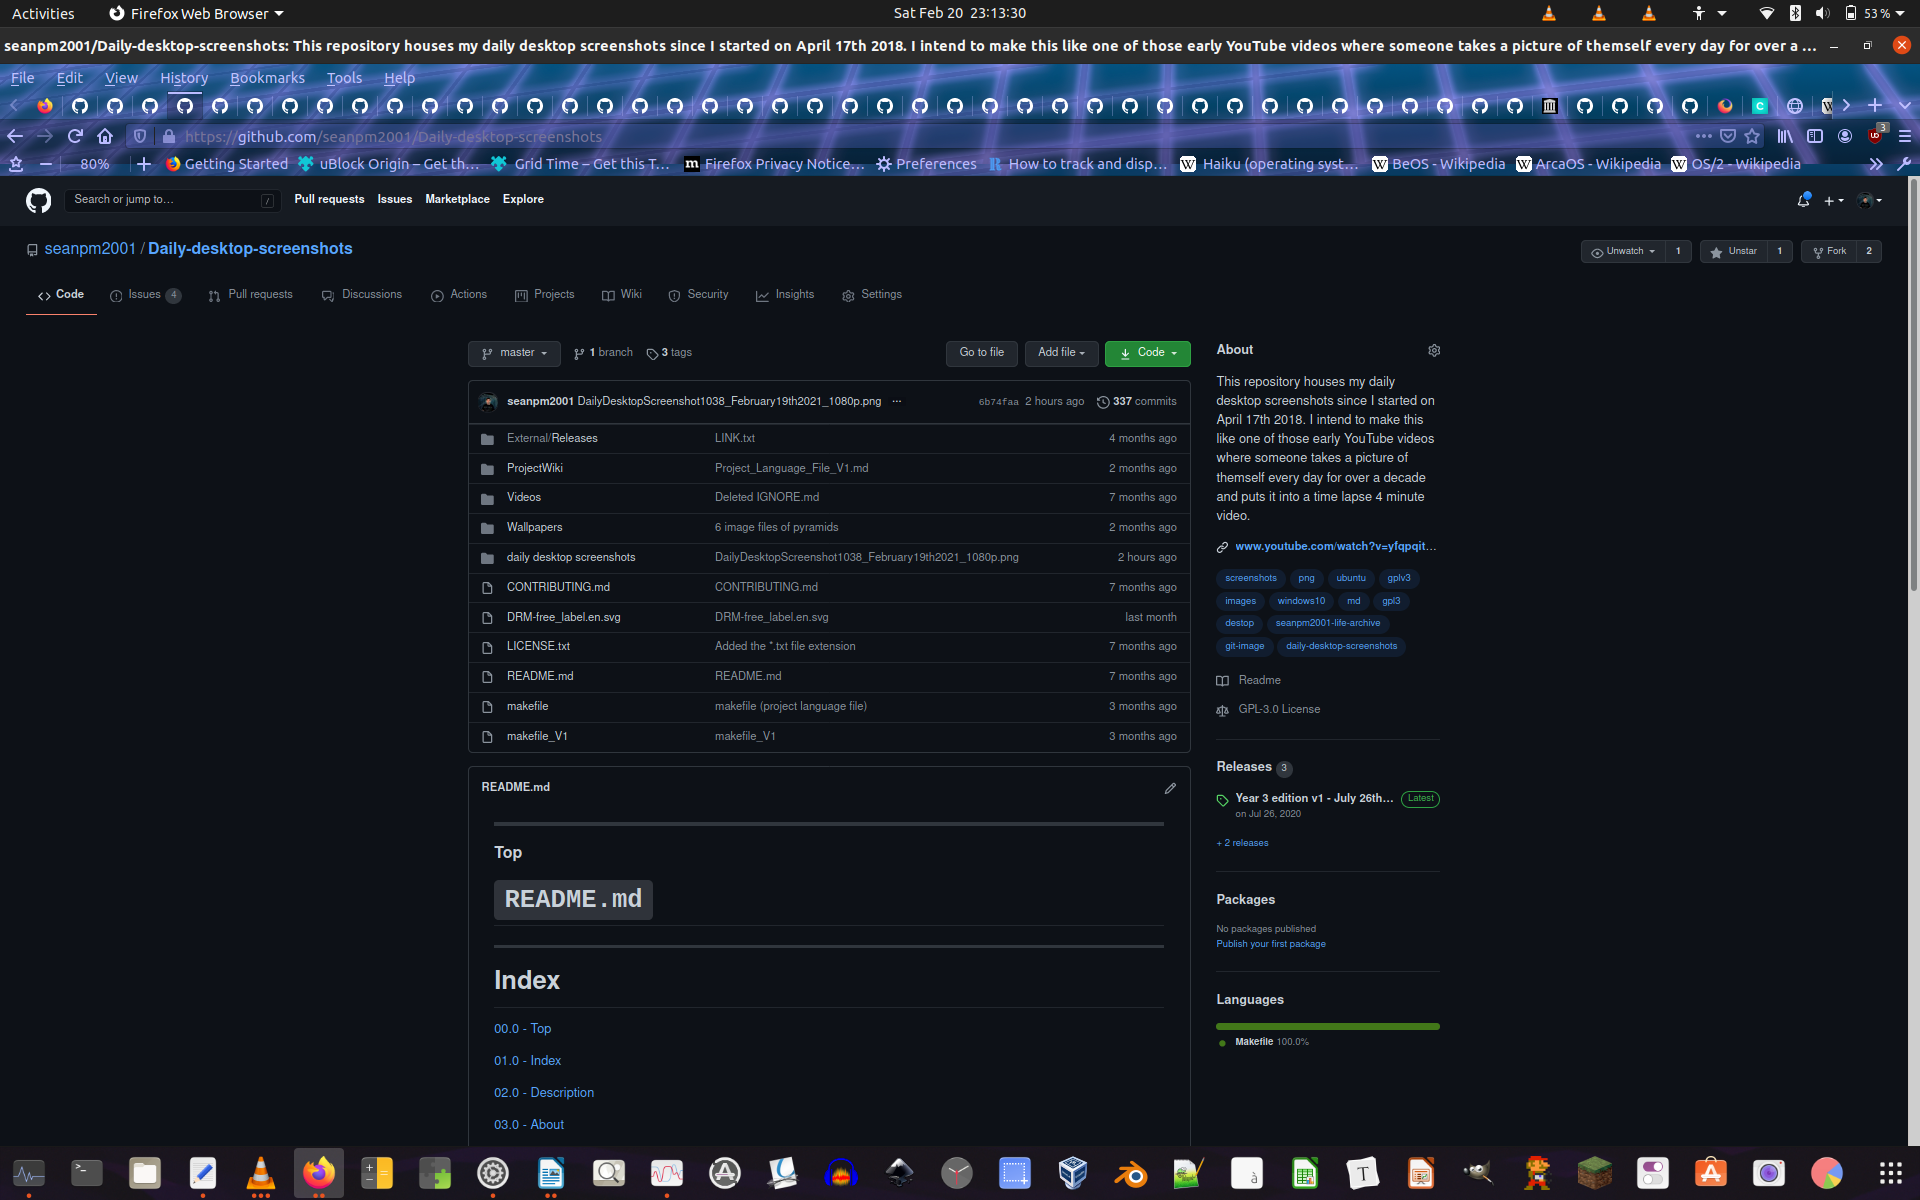 Activities Firefox Web Browser Sat Feb 20 23:13:30 53 %
seanpm2001/Daily-desktop-screenshots: This repository houses my daily desktop screenshots since I started on April 17th 2018. I intend to make this like one of those early YouTube videos where someone takes a picture of themself every day for over a ...
File Edit View History Bookmarks Tools Help
https://github.com/seanpm2001/Daily-desktop-screenshots 3
80% Getting Started uBlock Origin – Get th… Grid Time – Get this T… Firefox Privacy Notice… Preferences How to track and disp… Haiku (operating syst… BeOS - Wikipedia ArcaOS - Wikipedia OS/2 - Wikipedia
Search or jump to… / Pull requests Issues Marketplace Explore
seanpm2001 / Daily-desktop-screenshots Unwatch 1 Unstar 1 Fork 2
Code Issues 4 Pull requests Discussions Actions Projects Wiki Security Insights Settings
master 1 branch 3 tags Go to file Add file Code
seanpm2001 DailyDesktopScreenshot1038_February19th2021_1080p.png … 6b74faa 2 hours ago 337 commits
External/Releases LINK.txt 4 months ago
ProjectWiki Project_Language_File_V1.md 2 months ago
Videos Deleted IGNORE.md 7 months ago
Wallpapers 6 image files of pyramids 2 months ago
daily desktop screenshots DailyDesktopScreenshot1038_February19th2021_1080p.png 2 hours ago
CONTRIBUTING.md CONTRIBUTING.md 7 months ago
DRM-free_label.en.svg DRM-free_label.en.svg last month
LICENSE.txt Added the *.txt file extension 7 months ago
README.md README.md 7 months ago
makefile makefile (project language file) 3 months ago
makefile_V1 makefile_V1 3 months ago
README.md
Top
README.md
Index
00.0 - Top
01.0 - Index
02.0 - Description
03.0 - About
About
This repository houses my daily
desktop screenshots since I started on
April 17th 2018. I intend to make this
like one of those early YouTube videos
where someone takes a picture of
themself every day for over a decade
and puts it into a time lapse 4 minute
video.
www.youtube.com/watch?v=yfqpqit…
screenshots png ubuntu gplv3
images windows10 md gpl3
destop seanpm2001-life-archive
git-image daily-desktop-screenshots
Readme
GPL-3.0 License
Releases 3
Year 3 edition v1 - July 26th… Latest
on Jul 26, 2020
+ 2 releases
Packages
No packages published
Publish your first package
Languages
Makefile 100.0%